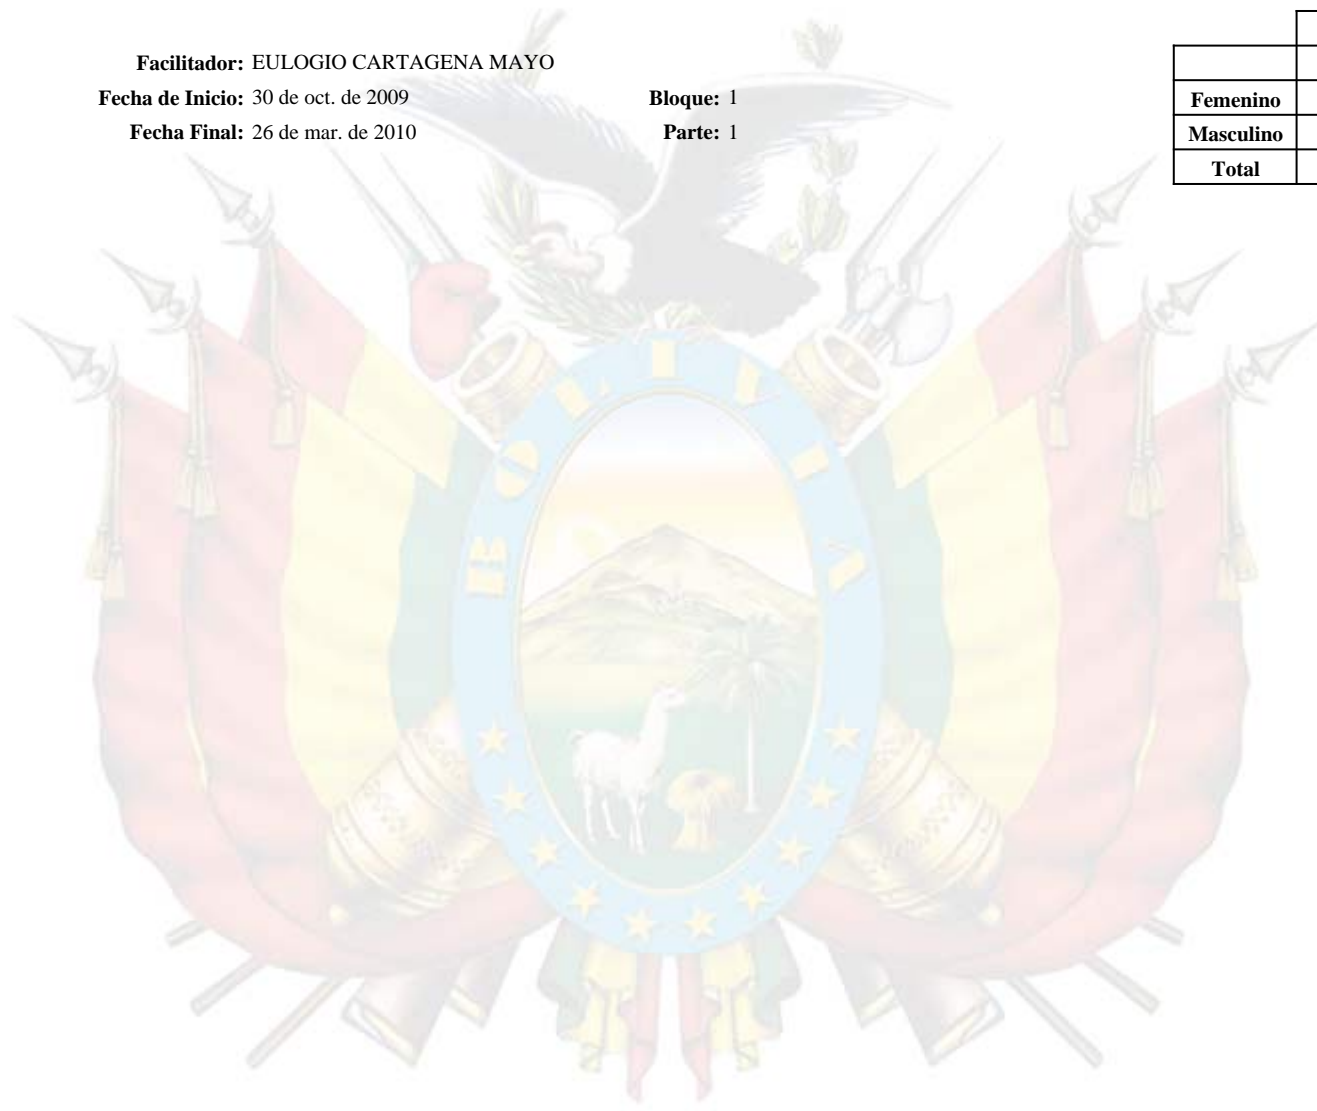 Facilitador: EULOGIO CARTAGENA MAYO
Fecha de Inicio: 30 de oct. de 2009 Bloque: 1
Fecha Final: 26 de mar. de 2010 Parte: 1
Femenino
Masculino
Total
BOLIVIA